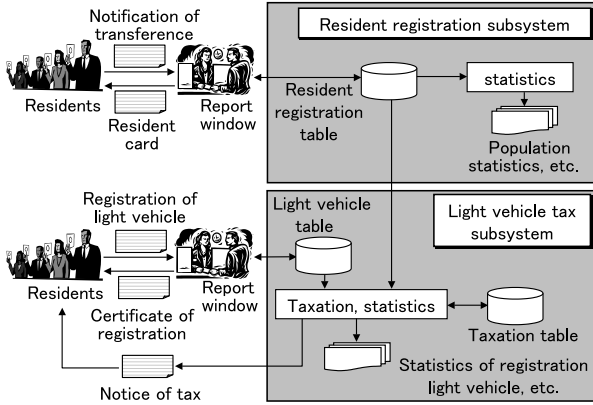 Notification of
transference
Residents
Resident
card
Report
window
Resident registration subsystem
Resident
registration
table
statistics
Population
statistics, etc.
Registration of
light vehicle
Residents
Certificate of
registration
Report
window
Notice of tax
Light vehicle
table
Light vehicle tax
subsystem
Taxation, statistics
Taxation table
Statistics of registration
light vehicle, etc.